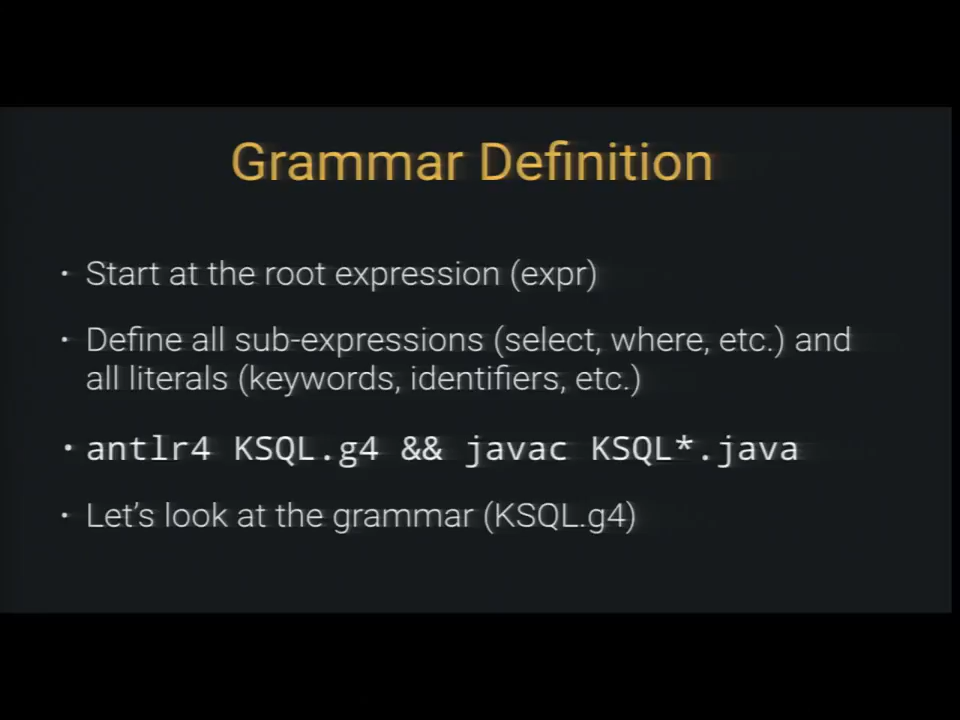 Grammar Definition
• Start at the root expression (expr)
• Define all sub-expressions (select, where, etc.) and
all literals (keywords, identifiers, etc.)
• antlr4 KSQL.g4 && javac KSQL*.java
• Let’s look at the grammar (KSQL.g4)